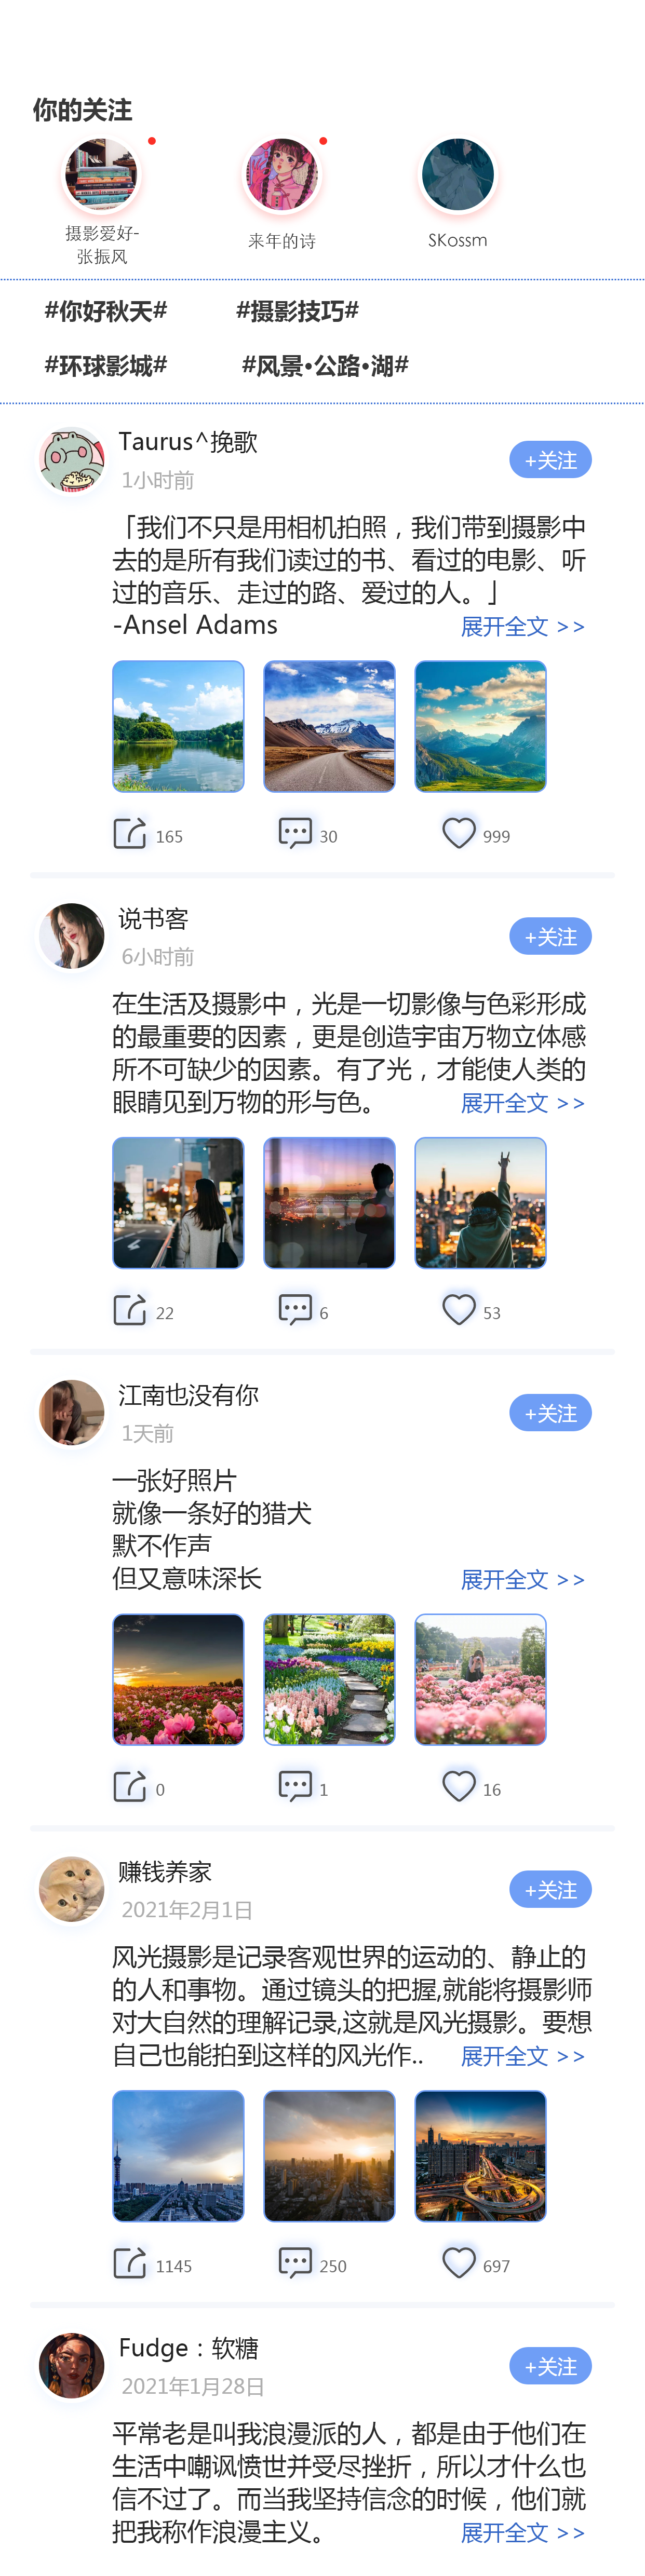 你的关注
摄影爱好-
张振风
来年的诗
SKossm
#你好秋天#
#摄影技巧#
#环球影城#
#风景•公路•湖#
Taurus^挽歌
+关注
1小时前
「我们不只是用相机拍照，我们带到摄影中
去的是所有我们读过的书、看过的电影、听
过的音乐、走过的路、爱过的人。」
-Ansel Adams 展开全文 >>
165 30 999
说书客
+关注
6小时前
在生活及摄影中，光是一切影像与色彩形成
的最重要的因素，更是创造宇宙万物立体感
所不可缺少的因素。有了光，才能使人类的
眼睛见到万物的形与色。 展开全文 >>
22 6 53
江南也没有你
+关注
1天前
一张好照片
就像一条好的猎犬
默不作声
但又意味深长 展开全文 >>
0 1 16
赚钱养家
+关注
2021年2月1日
风光摄影是记录客观世界的运动的、静止的
的人和事物。通过镜头的把握,就能将摄影师
对大自然的理解记录,这就是风光摄影。要想
自己也能拍到这样的风光作.. 展开全文 >>
1145 250 697
Fudge：软糖
+关注
2021年1月28日
平常老是叫我浪漫派的人，都是由于他们在
生活中嘲讽愤世并受尽挫折，所以才什么也
信不过了。而当我坚持信念的时候，他们就
把我称作浪漫主义。 展开全文 >>